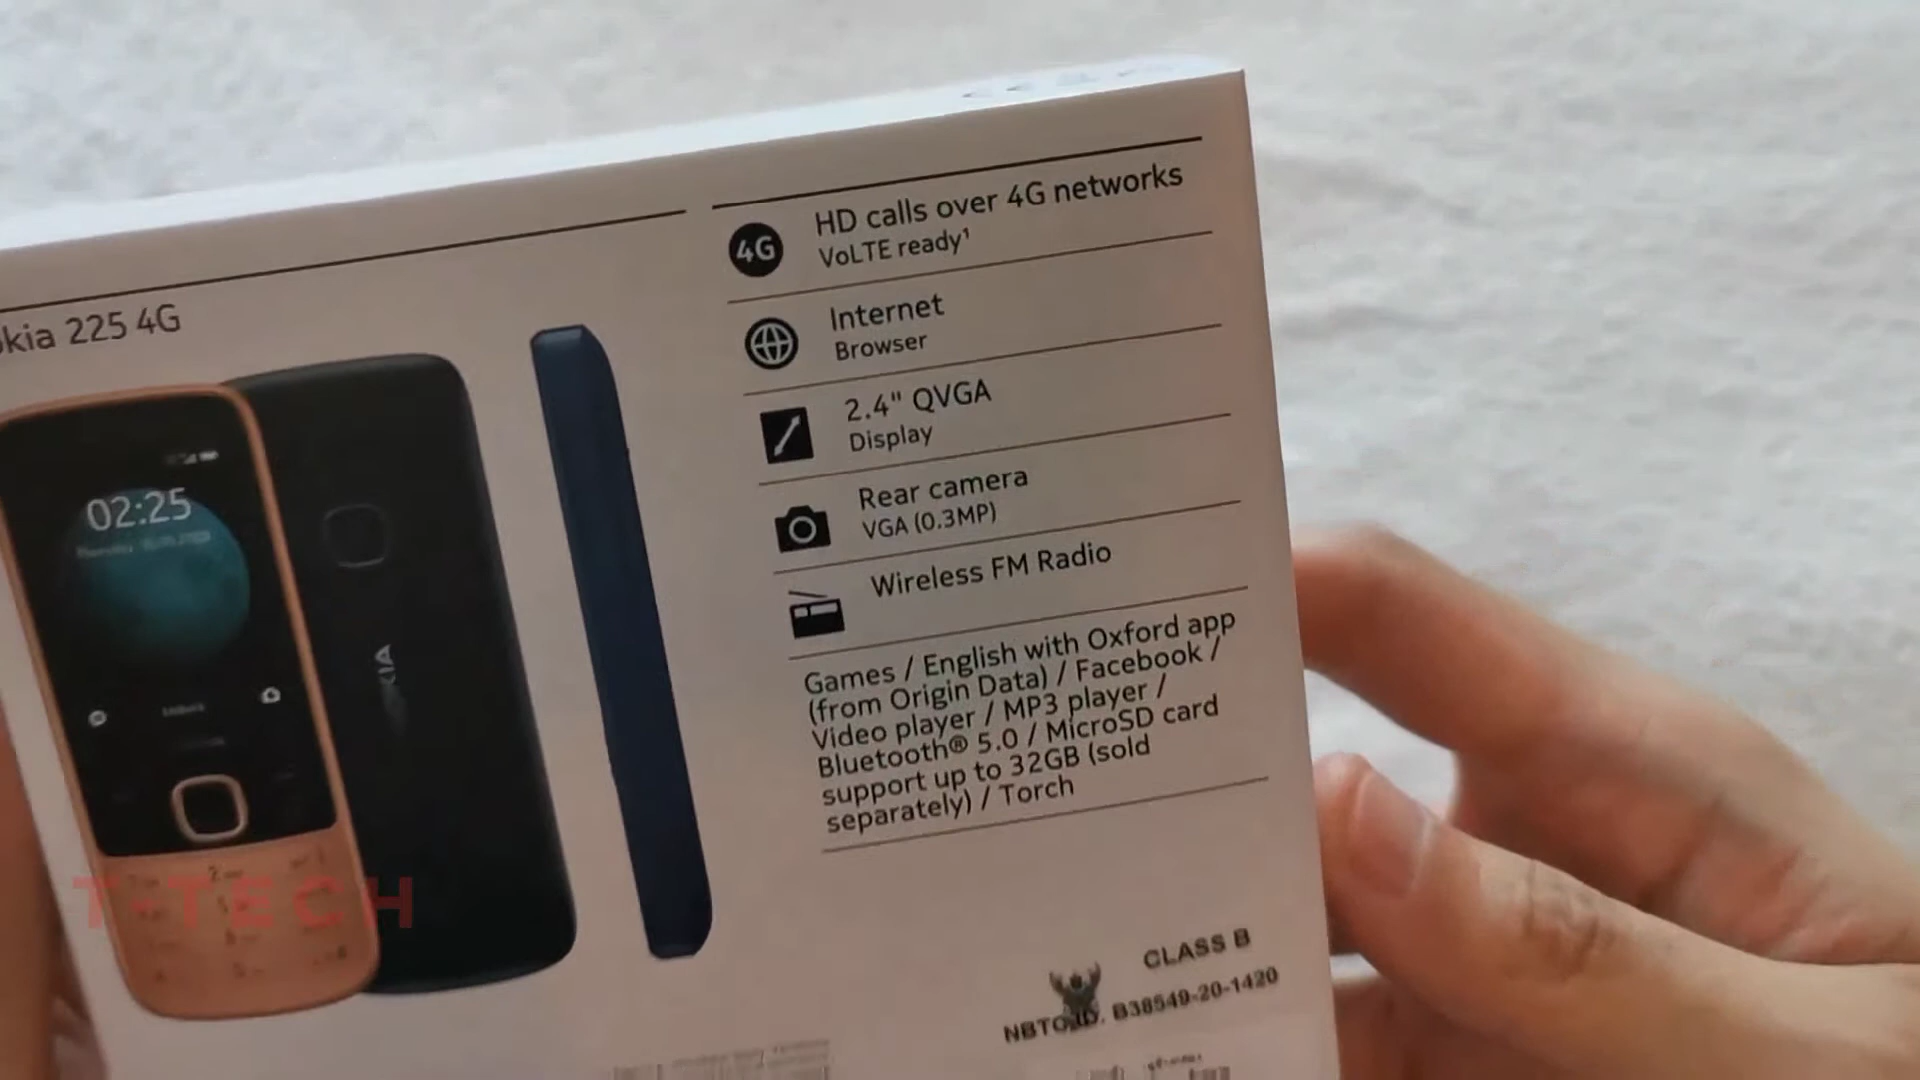 kia 225 4G
02:25
4G
HD calls over 4G networks
VoLTE ready¹
Internet
Browser
2.4" QVGA
Display
Rear camera
VGA (0.3MP)
Wireless FM Radio
Games / English with Oxford app
(from Origin Data) / Facebook /
Video player / MP3 player /
Bluetooth® 5.0 / MicroSD card
support up to 32GB (sold
separately) / Torch
T-TECH
CLASS B
NBTC ID. B38549-20-1420